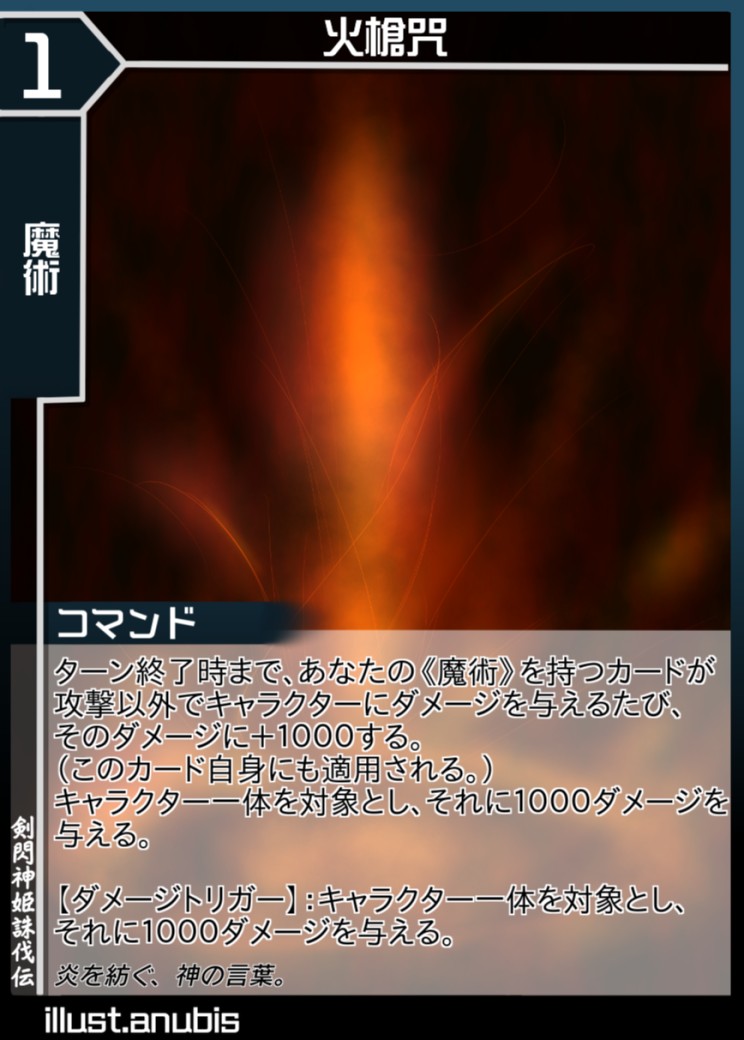 火槍咒
1
魔術
コマンド
ターン終了時まで、あなたの《魔術》を持つカードが
攻撃以外でキャラクターにダメージを与えるたび、
そのダメージに+1000する。
(このカード自身にも適用される。)
キャラクター一体を対象とし、それに1000ダメージを
与える。
【ダメージトリガー】:キャラクター一体を対象とし、
それに1000ダメージを与える。
炎を紡ぐ、神の言葉。
剣閃神姫誅伐伝
illust.anubis